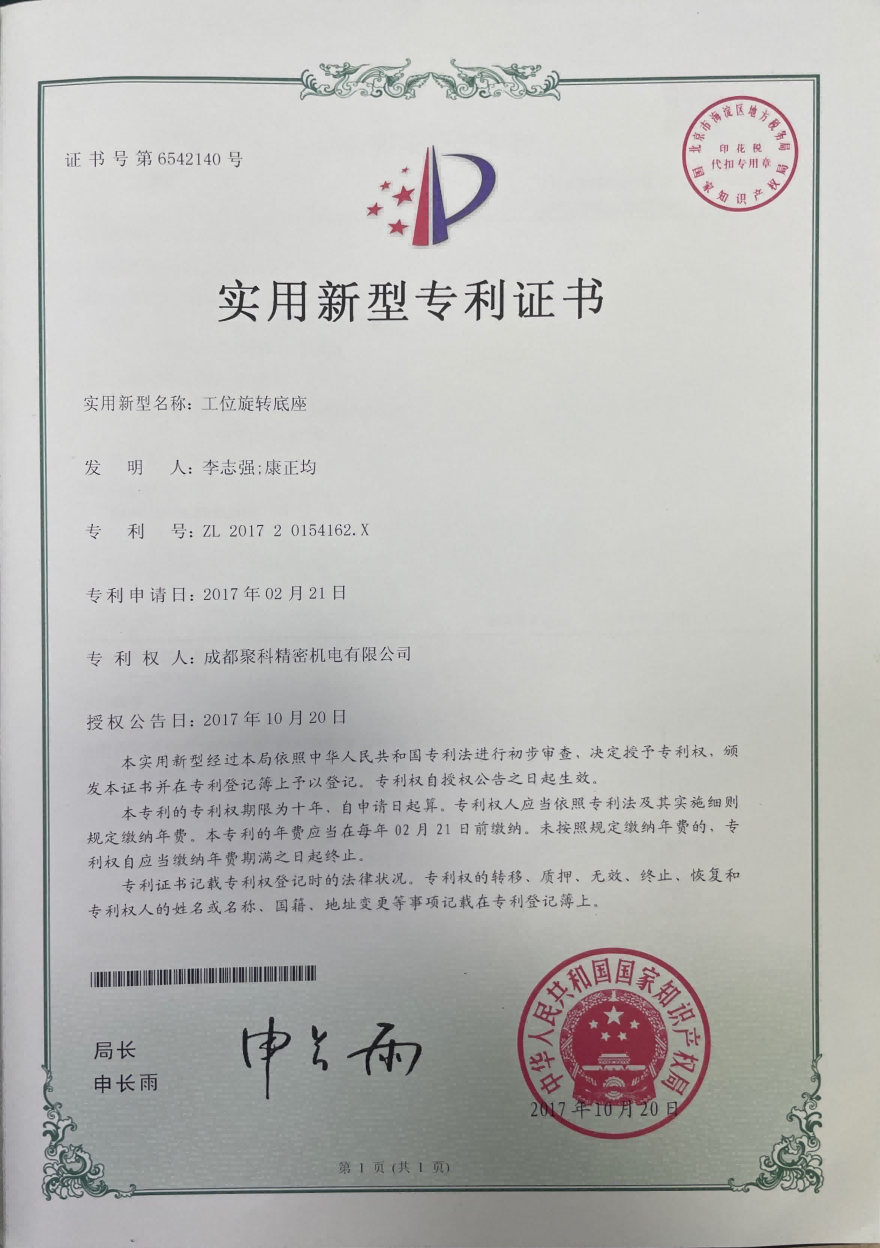 证书号第6542140号
北京市海淀区地方税务局
印花税
代扣专用章
国家知识产权局
实用新型专利证书
实用新型名称：工位旋转底座
发明人：李志强;康正均
专利号：ZL 2017 2 0154162.X
专利申请日：2017年02月21日
专利权人：成都聚科精密机电有限公司
授权公告日：2017年10月20日
本实用新型经过本局依照中华人民共和国专利法进行初步审查，决定授予专利权，颁
发本证书并在专利登记簿上予以登记。专利权自授权公告之日起生效。
本专利的专利权期限为十年，自申请日起算。专利权人应当依照专利法及其实施细则
规定缴纳年费。本专利的年费应当在每年02月21日前缴纳。未按照规定缴纳年费的，专
利权自应当缴纳年费期满之日起终止。
专利证书记载专利权登记时的法律状况。专利权的转移、质押、无效、终止、恢复和
专利权人的姓名或名称、国籍、地址变更等事项记载在专利登记簿上。
局长
申长雨
申长雨
中华人民共和国国家知识产权局
2017年10月20日
第1页(共1页)